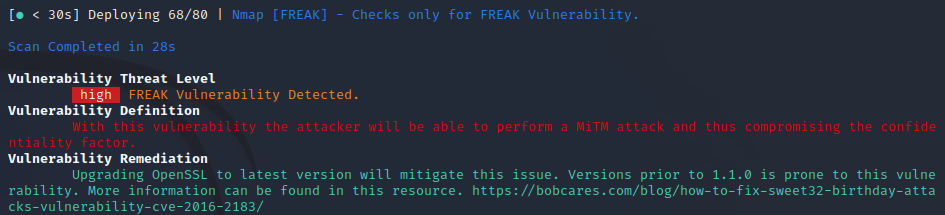 [● < 30s] Deploying 68/80 | Nmap [FREAK] - Checks only for FREAK Vulnerability.
Scan Completed in 28s
Vulnerability Threat Level
high FREAK Vulnerability Detected.
Vulnerability Definition
With this vulnerability the attacker will be able to perform a MiTM attack and thus compromising the confide
ntiality factor.
Vulnerability Remediation
Upgrading OpenSSL to latest version will mitigate this issue. Versions prior to 1.1.0 is prone to this vulne
rability. More information can be found in this resource. https://bobcares.com/blog/how-to-fix-sweet32-birthday-atta
cks-vulnerability-cve-2016-2183/